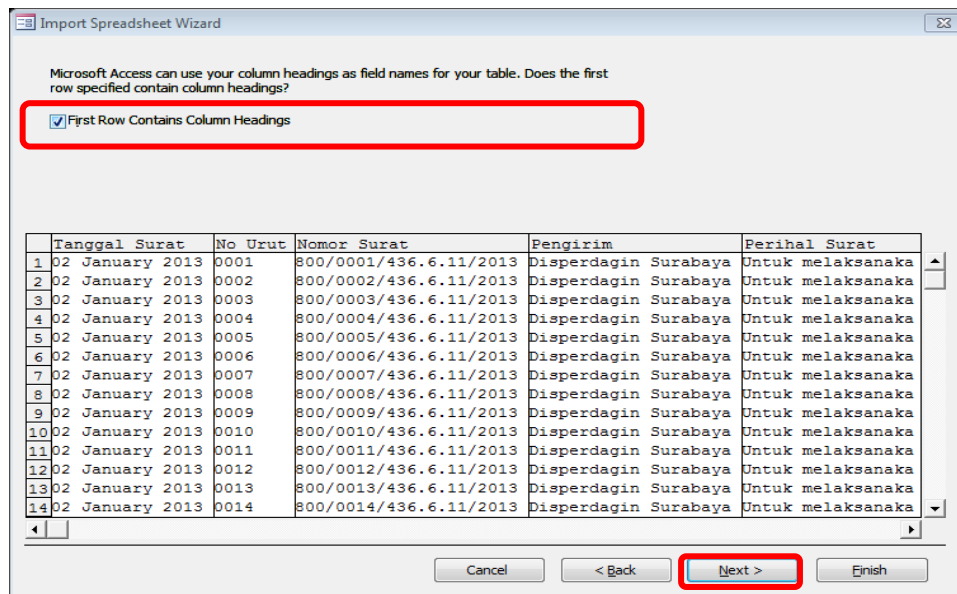 Import Spreadsheet Wizard
Microsoft Access can use your column headings as field names for your table. Does the first
row specified contain column headings?
First Row Contains Column Headings
Tanggal Surat No Urut Nomor Surat Pengirim Perihal Surat
1 02 January 2013 0001 800/0001/436.6.11/2013 Disperdagin Surabaya Untuk melaksanaka
2 02 January 2013 0002 800/0002/436.6.11/2013 Disperdagin Surabaya Untuk melaksanaka
3 02 January 2013 0003 800/0003/436.6.11/2013 Disperdagin Surabaya Untuk melaksanaka
4 02 January 2013 0004 800/0004/436.6.11/2013 Disperdagin Surabaya Untuk melaksanaka
5 02 January 2013 0005 800/0005/436.6.11/2013 Disperdagin Surabaya Untuk melaksanaka
6 02 January 2013 0006 800/0006/436.6.11/2013 Disperdagin Surabaya Untuk melaksanaka
7 02 January 2013 0007 800/0007/436.6.11/2013 Disperdagin Surabaya Untuk melaksanaka
8 02 January 2013 0008 800/0008/436.6.11/2013 Disperdagin Surabaya Untuk melaksanaka
9 02 January 2013 0009 800/0009/436.6.11/2013 Disperdagin Surabaya Untuk melaksanaka
10 02 January 2013 0010 800/0010/436.6.11/2013 Disperdagin Surabaya Untuk melaksanaka
11 02 January 2013 0011 800/0011/436.6.11/2013 Disperdagin Surabaya Untuk melaksanaka
12 02 January 2013 0012 800/0012/436.6.11/2013 Disperdagin Surabaya Untuk melaksanaka
13 02 January 2013 0013 800/0013/436.6.11/2013 Disperdagin Surabaya Untuk melaksanaka
14 02 January 2013 0014 800/0014/436.6.11/2013 Disperdagin Surabaya Untuk melaksanaka
Cancel < Back Next > Finish